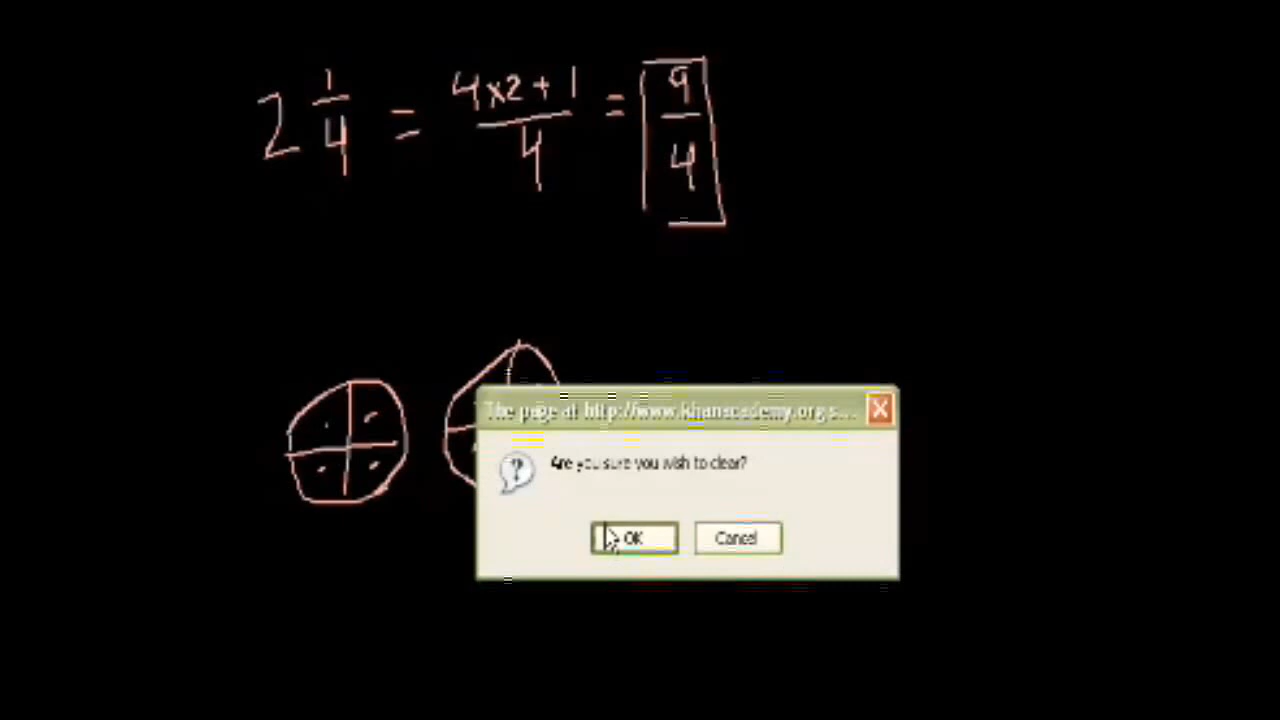 2 1/4 = 4x2+1/4 = 9/4
The page at http://www.khanacademy.org s...
Are you sure you wish to clear?
OK Cancel